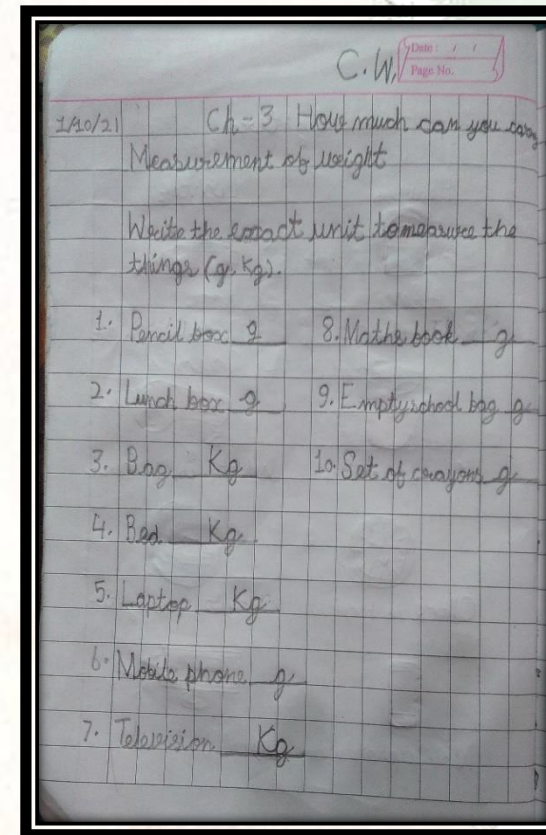 C.W.
Date : / /
Page No.
1/10/21 Ch-3 How much can you carry
Measurement of weight
Write the exact unit to measure the
things (g, Kg).
1. Pencil box g
2. Lunch box g
3. Bag Kg
4. Bed Kg
5. Laptop Kg
6. Mobile phone g
7. Television Kg
8. Maths book g
9. Empty school bag g
10. Set of crayons g